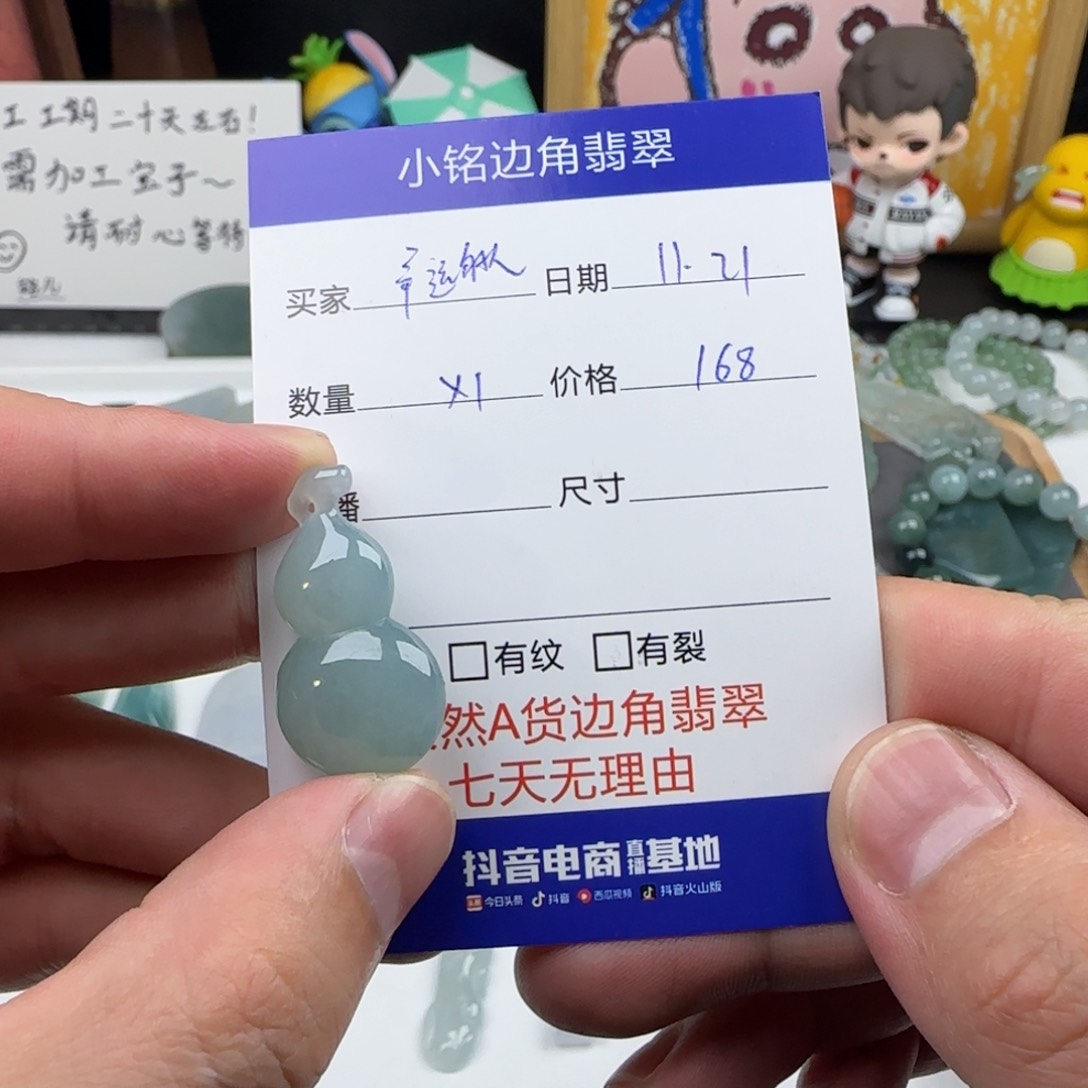 工 工期 二十天左右!
需加工宝子~
请耐心等待
小铭边角翡翠
买家 幸运
日期 11.21
数量 X1
价格 168
播
尺寸
有纹 有裂
然A货边角翡翠
七天无理由
抖音电商直播基地
今日头条 抖音 西瓜视频 抖音火山版